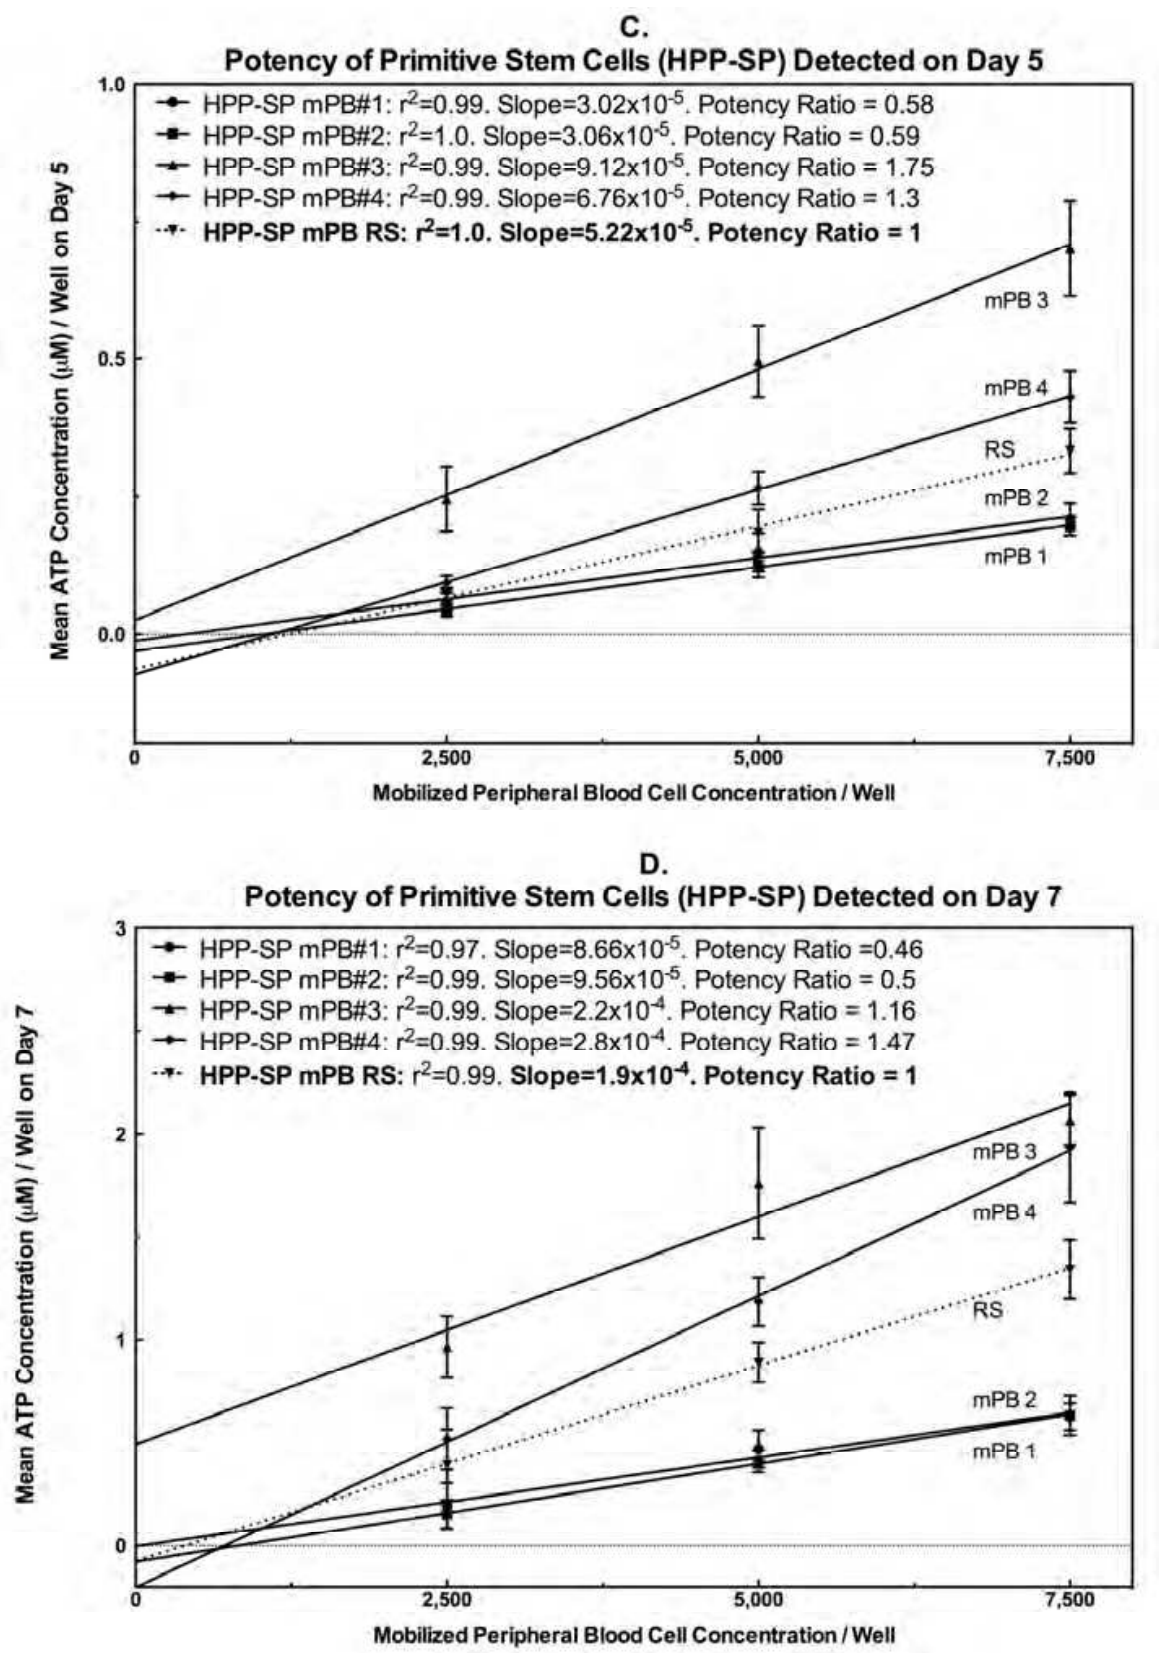 C.
Potency of Primitive Stem Cells (HPP-SP) Detected on Day 5
1.0
HPP-SP mPB#1: r²=0.99. Slope=3.02x10⁻⁵. Potency Ratio = 0.58
HPP-SP mPB#2: r²=1.0. Slope=3.06x10⁻⁵. Potency Ratio = 0.59
HPP-SP mPB#3: r²=0.99. Slope=9.12x10⁻⁵. Potency Ratio = 1.75
HPP-SP mPB#4: r²=0.99. Slope=6.76x10⁻⁵. Potency Ratio = 1.3
HPP-SP mPB RS: r²=1.0. Slope=5.22x10⁻⁵. Potency Ratio = 1
Mean ATP Concentration (µM) / Well on Day 5
mPB 3
0.5
mPB 4
RS
mPB 2
mPB 1
0.0
0 2,500 5,000 7,500
Mobilized Peripheral Blood Cell Concentration / Well
D.
Potency of Primitive Stem Cells (HPP-SP) Detected on Day 7
3
HPP-SP mPB#1: r²=0.97. Slope=8.66x10⁻⁵. Potency Ratio =0.46
HPP-SP mPB#2: r²=0.99. Slope=9.56x10⁻⁵. Potency Ratio = 0.5
HPP-SP mPB#3: r²=0.99. Slope=2.2x10⁻⁴. Potency Ratio = 1.16
HPP-SP mPB#4: r²=0.99. Slope=2.8x10⁻⁴. Potency Ratio = 1.47
HPP-SP mPB RS: r²=0.99. Slope=1.9x10⁻⁴. Potency Ratio = 1
Mean ATP Concentration (µM) / Well on Day 7
2
mPB 3
mPB 4
RS
1
mPB 2
mPB 1
0
0 2,500 5,000 7,500
Mobilized Peripheral Blood Cell Concentration / Well